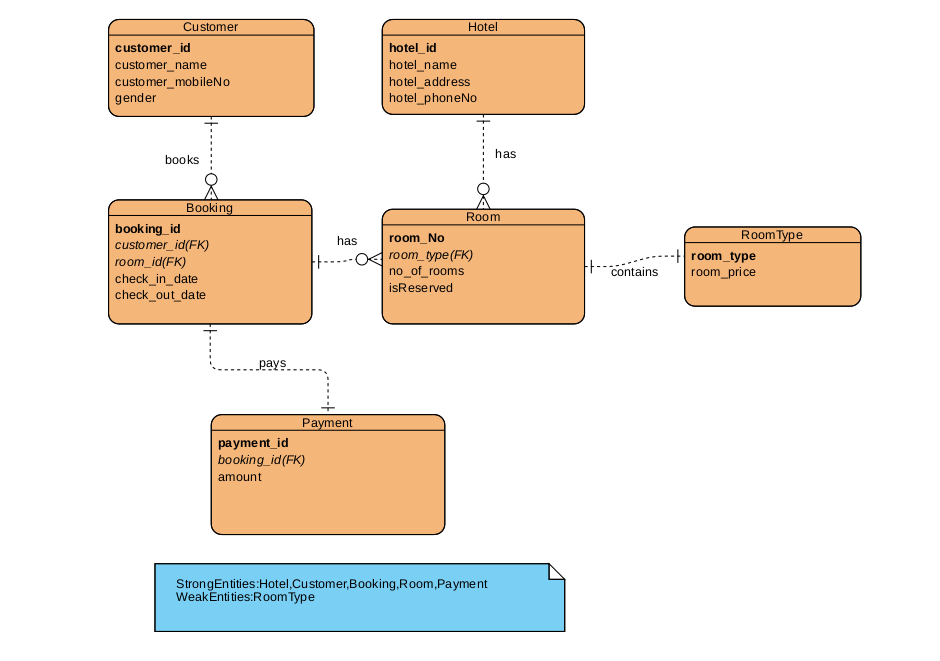 Customer
customer_id
customer_name
customer_mobileNo
gender
Hotel
hotel_id
hotel_name
hotel_address
hotel_phoneNo
books
has
Booking
booking_id
customer_id(FK)
room_id(FK)
check_in_date
check_out_date
has
Room
room_No
room_type(FK)
no_of_rooms
isReserved
contains
RoomType
room_type
room_price
pays
Payment
payment_id
booking_id(FK)
amount
StrongEntities:Hotel,Customer,Booking,Room,Payment
WeakEntities:RoomType